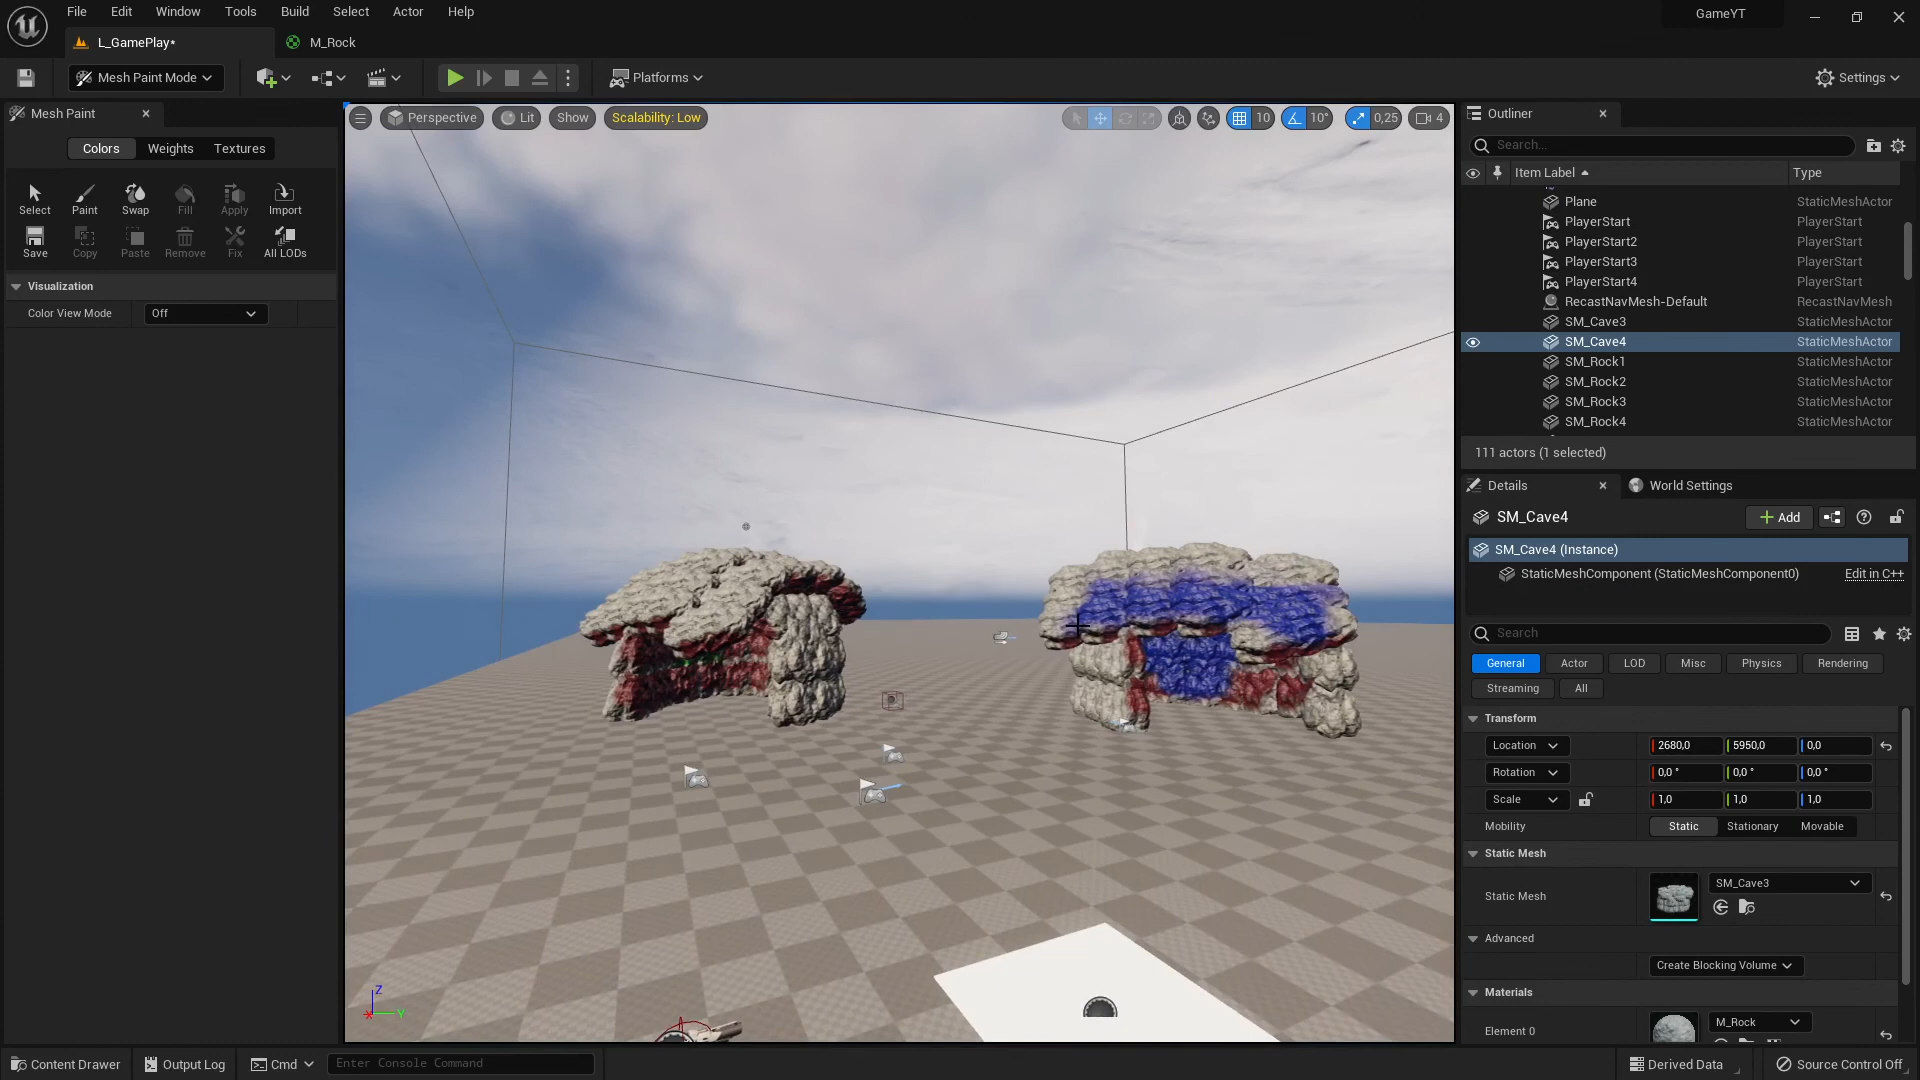 File Edit Window Tools Build Select Actor Help
GameYT
L_GamePlay*
M_Rock
Mesh Paint Mode
Platforms
Settings
Mesh Paint
Colors Weights Textures
Select Paint Swap Fill Apply Import
Save Copy Paste Remove Fix All LODs
Visualization
Color View Mode Off
Perspective Lit Show Scalability: Low
10 10° 0,25 4
Outliner
Search...
Item Label Type
Plane StaticMeshActor
PlayerStart PlayerStart
PlayerStart2 PlayerStart
PlayerStart3 PlayerStart
PlayerStart4 PlayerStart
RecastNavMesh-Default RecastNavMesh
SM_Cave3 StaticMeshActor
SM_Cave4 StaticMeshActor
SM_Rock1 StaticMeshActor
SM_Rock2 StaticMeshActor
SM_Rock3 StaticMeshActor
SM_Rock4 StaticMeshActor
111 actors (1 selected)
Details World Settings
SM_Cave4 Add
SM_Cave4 (Instance)
StaticMeshComponent (StaticMeshComponent0) Edit in C++
Search
General Actor LOD Misc Physics Rendering
Streaming All
Transform
Location 2680,0 5950,0 0,0
Rotation 0,0 ° 0,0 ° 0,0 °
Scale 1,0 1,0 1,0
Mobility Static Stationary Movable
Static Mesh
Static Mesh SM_Cave3
Advanced
Create Blocking Volume
Materials
Element 0 M_Rock
Z
X Y
Content Drawer Output Log Cmd Enter Console Command
Derived Data Source Control Off